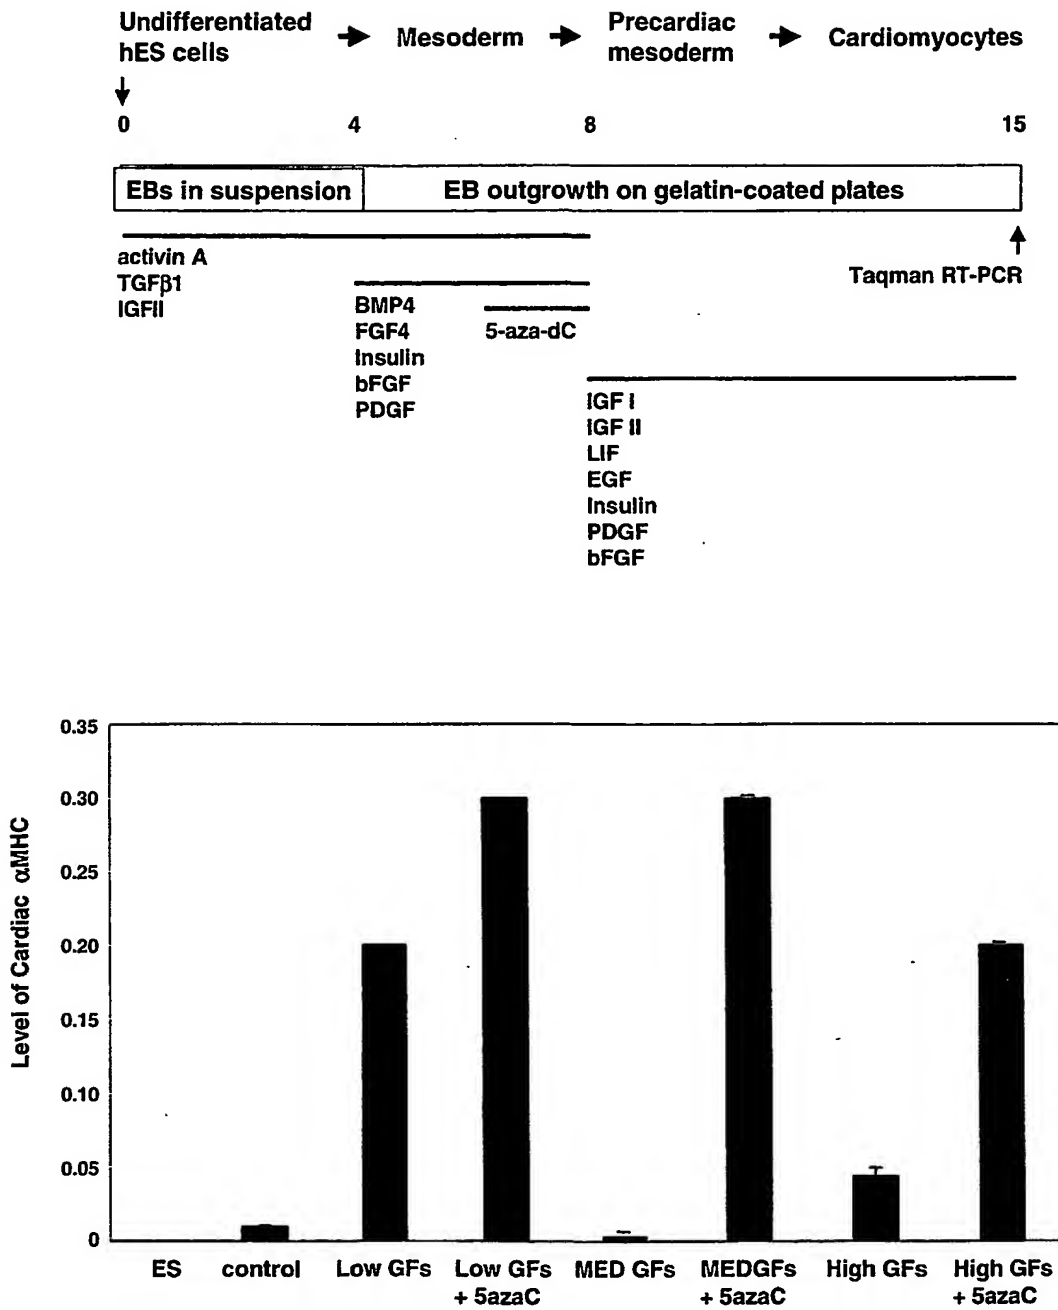 Undifferentiated
hES cells
Mesoderm
Precardiac
mesoderm
Cardiomyocytes
0 4 8 15
EBs in suspension
EB outgrowth on gelatin-coated plates
activin A
TGFβ1
IGFII
Taqman RT-PCR
BMP4
FGF4
Insulin
bFGF
PDGF
5-aza-dC
IGF I
IGF II
LIF
EGF
Insulin
PDGF
bFGF
Level of Cardiac αMHC
0.35
0.30
0.25
0.20
0.15
0.10
0.05
0
ES
control
Low GFs
Low GFs
+ 5azaC
MED GFs
MEDGFs
+ 5azaC
High GFs
High GFs
+ 5azaC